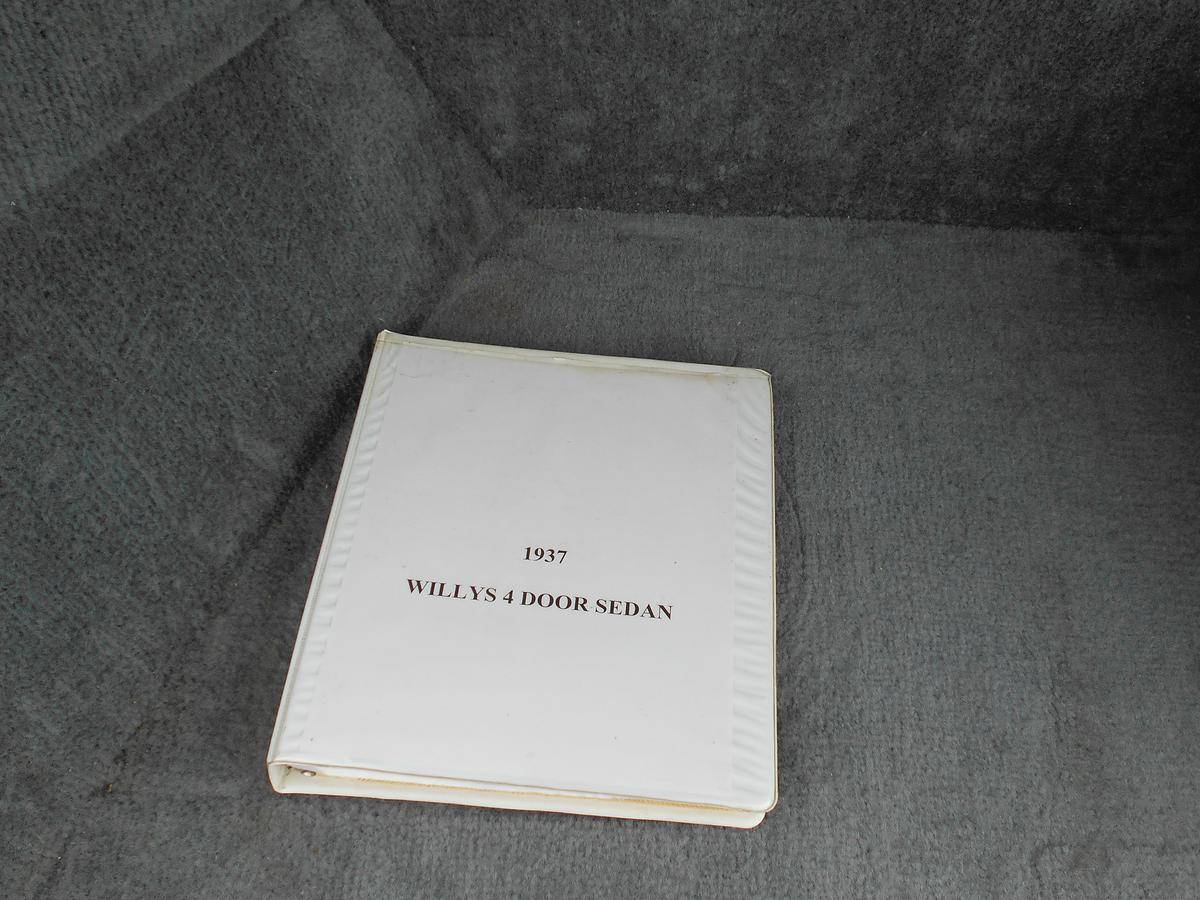 1937
WILLYS 4 DOOR SEDAN